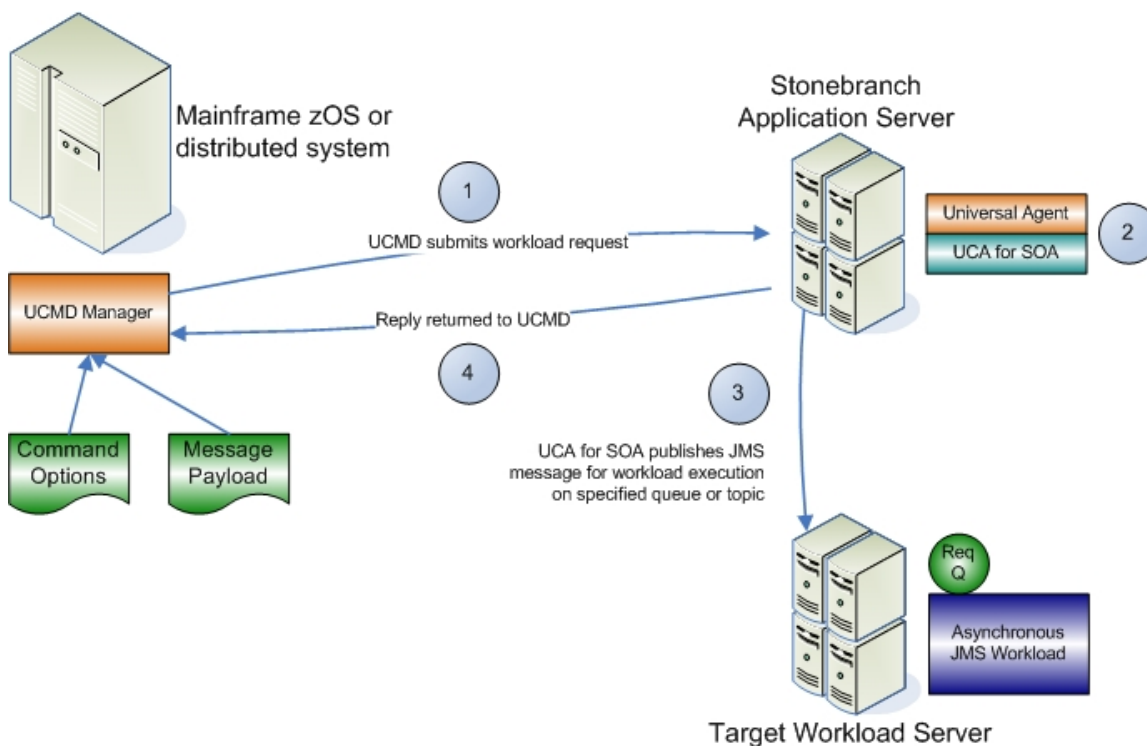 Mainframe zOS or
distributed system
Stonebranch
Application Server
1
UCMD submits workload request
Universal Agent
UCA for SOA
2
UCMD Manager
Reply returned to UCMD
4
3
Command
Options
Message
Payload
UCA for SOA publishes JMS
message for workload execution
on specified queue or topic
Req
Q
Asynchronous
JMS Workload
Target Workload Server